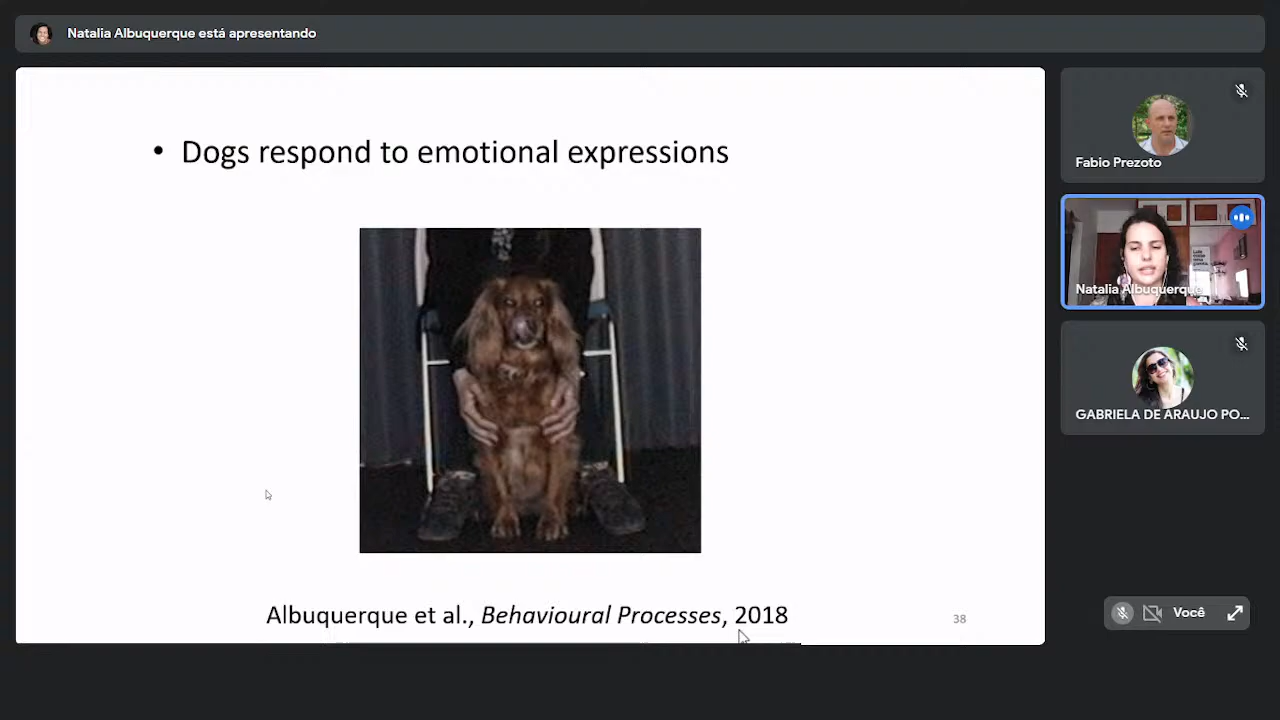 Natalia Albuquerque está apresentando
• Dogs respond to emotional expressions
Albuquerque et al., Behavioural Processes, 2018
38
Fabio Prezoto
Natalia Albuquerque
GABRIELA DE ARAUJO PO...
Você